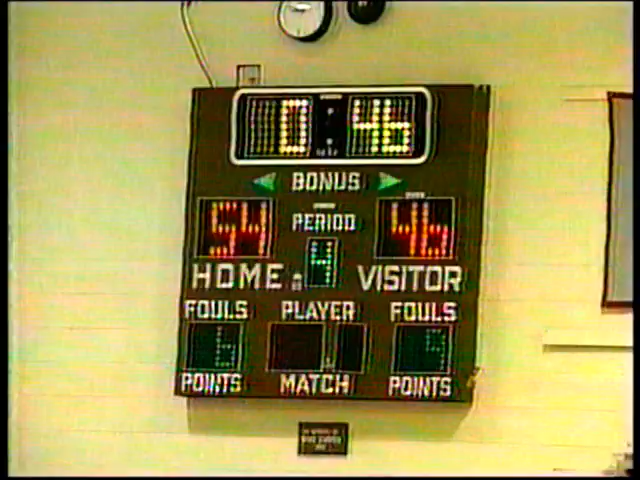 0:46
BONUS
PERIOD
54 4 46
HOME VISITOR
FOULS PLAYER FOULS
6 9
POINTS MATCH POINTS